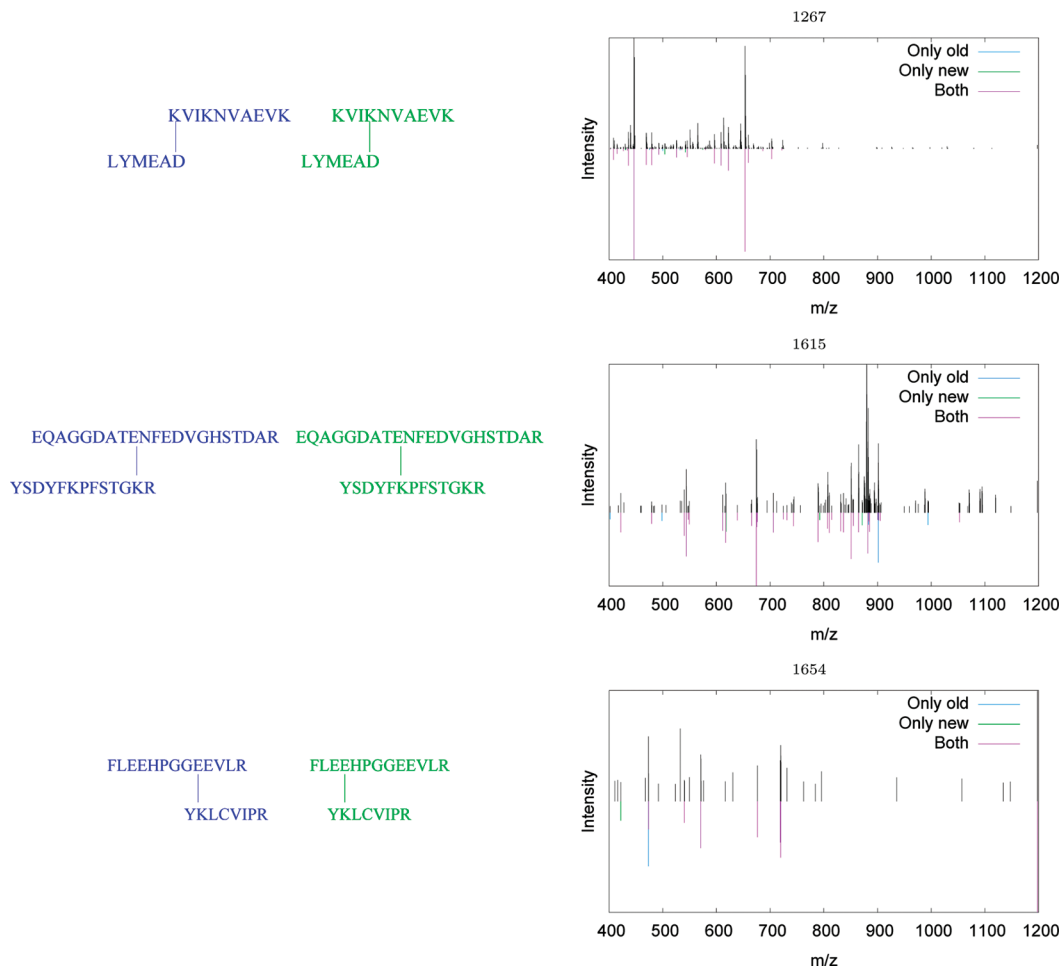 1267
KVIKNVAEVK KVIKNVAEVK
LYMEAD LYMEAD
Only old
Only new
Both
Intensity
400 500 600 700 800 900 1000 1100 1200
m/z
1615
EQAGGDATENFEDVGHSTDAR EQAGGDATENFEDVGHSTDAR
YSDYFKPFSTGKR YSDYFKPFSTGKR
Only old
Only new
Both
Intensity
400 500 600 700 800 900 1000 1100 1200
m/z
1654
FLEEHPGGEEVLR FLEEHPGGEEVLR
YKLCVIPR YKLCVIPR
Only old
Only new
Both
Intensity
400 500 600 700 800 900 1000 1100 1200
m/z